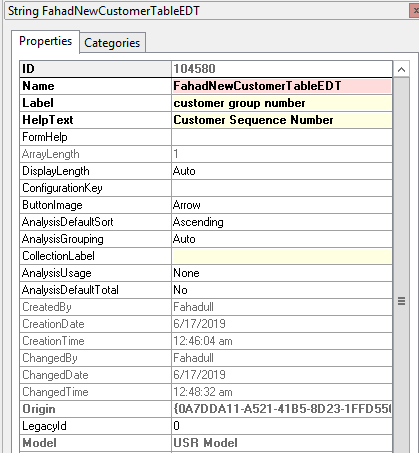 String FahadNewCustomerTableEDT
Properties Categories
ID 104580
Name FahadNewCustomerTableEDT
Label customer group number
HelpText Customer Sequence Number
FormHelp
ArrayLength 1
DisplayLength Auto
ConfigurationKey
ButtonImage Arrow
AnalysisDefaultSort Ascending
AnalysisGrouping Auto
CollectionLabel
AnalysisUsage None
AnalysisDefaultTotal No
CreatedBy Fahadull
CreationDate 6/17/2019
CreationTime 12:46:04 am
ChangedBy Fahadull
ChangedDate 6/17/2019
ChangedTime 12:48:32 am
Origin {0A7DDA11-A521-41B5-8D23-1FFD550
LegacyId 0
Model USR Model